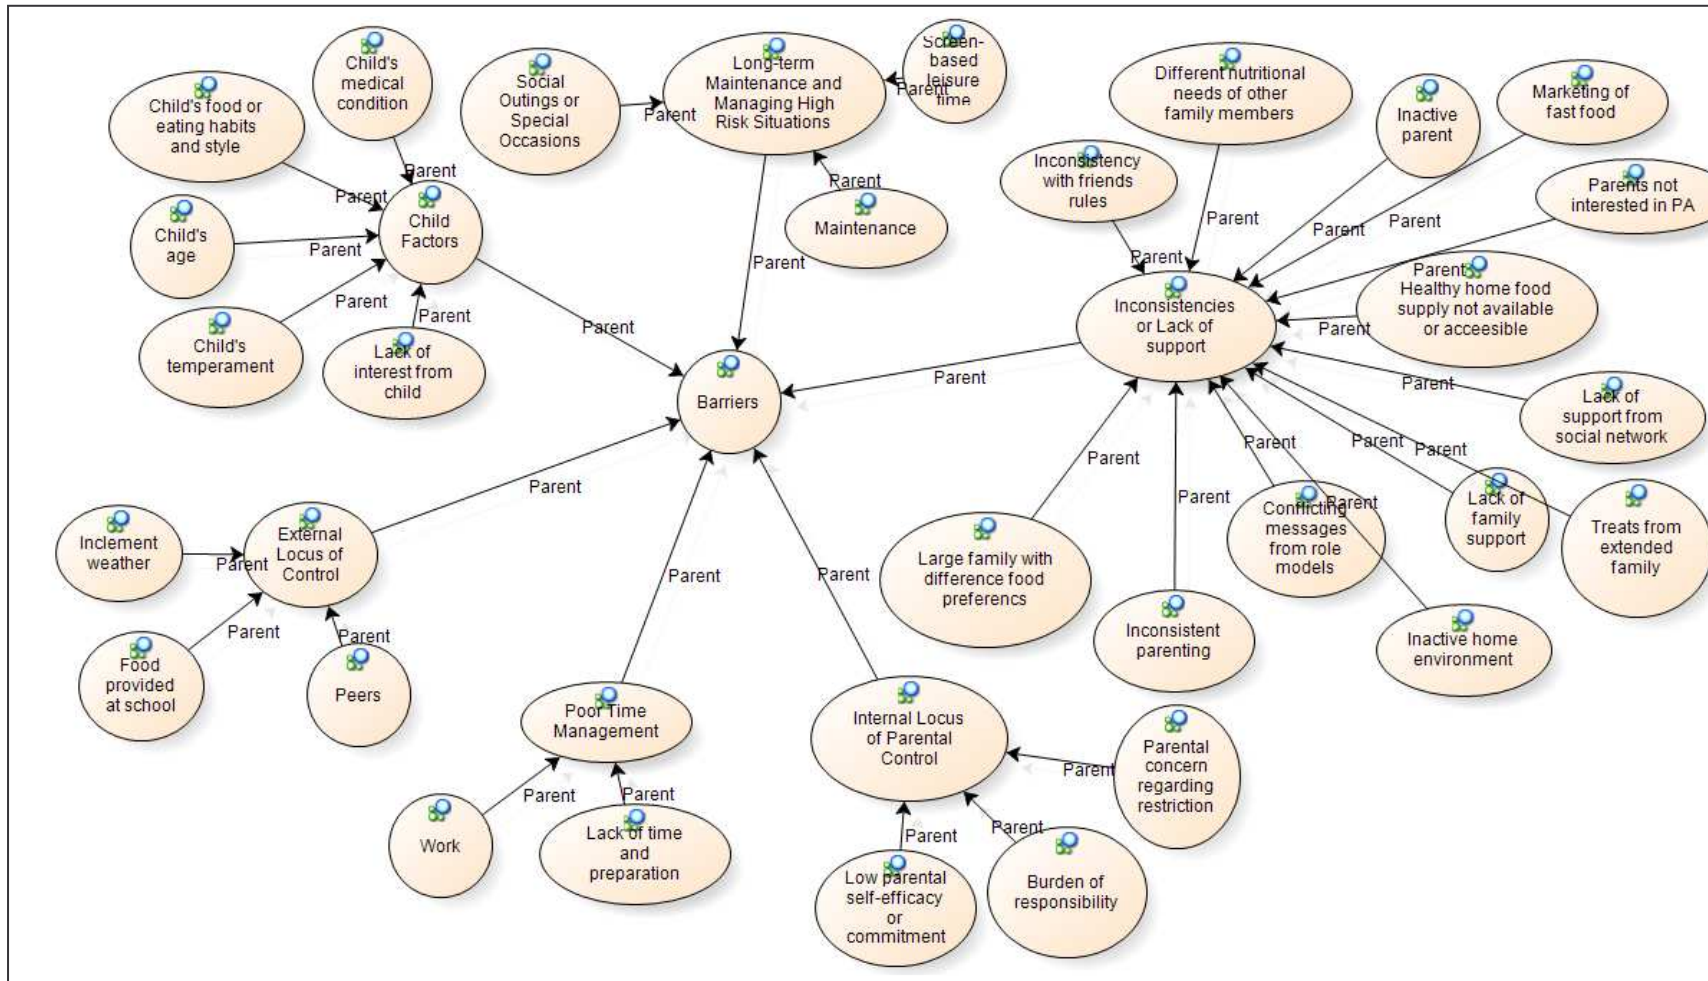 Child's
medical
condition
Child's food or
eating habits
and style
Child's
age
Child's
temperament
Lack of
interest from
child
Child
Factors
Parent
Parent
Parent
Parent
Parent
Parent
Social
Outings or
Special
Occasions
Long-term
Maintenance and
Managing High
Risk Situations
Screen-
based
leisure
time
Maintenance
Parent
Parent
Parent
Parent
Barriers
Inconsistency
with friends
rules
Different nutritional
needs of other
family members
Inactive
parent
Marketing of
fast food
Parents not
interested in PA
Healthy home food
supply not available
or acceesible
Inconsistencies
or Lack of
support
Lack of
support from
social network
Lack of
family
support
Treats from
extended
family
Conflicting
messages
from role
models
Inactive home
environment
Inconsistent
parenting
Large family with
difference food
preferencs
Parent
Parent
Parent
Parent
Parent
Parent
Parent
Parent
Parent
Parent
Parent
Parent
Parent
Parent
Inclement
weather
External
Locus of
Control
Food
provided
at school
Peers
Parent
Parent
Parent
Parent
Poor Time
Management
Work
Lack of time
and
preparation
Parent
Parent
Parent
Internal Locus
of Parental
Control
Parental
concern
regarding
restriction
Low parental
self-efficacy
or
commitment
Burden of
responsibility
Parent
Parent
Parent
Parent